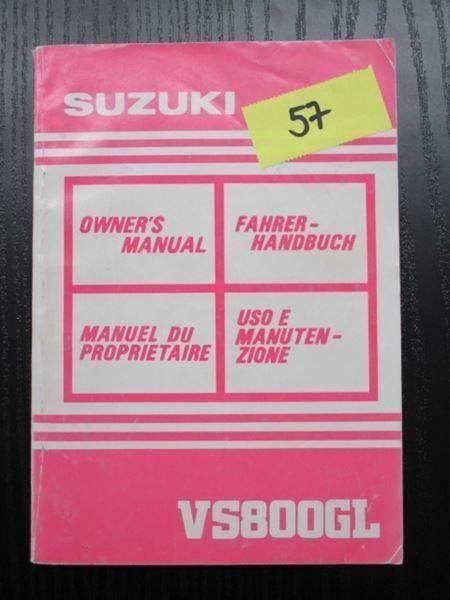 SUZUKI
57
OWNER'S
MANUAL
FAHRER-
HANDBUCH
MANUEL DU
PROPRIETAIRE
USO E
MANUTEN-
ZIONE
VS800GL